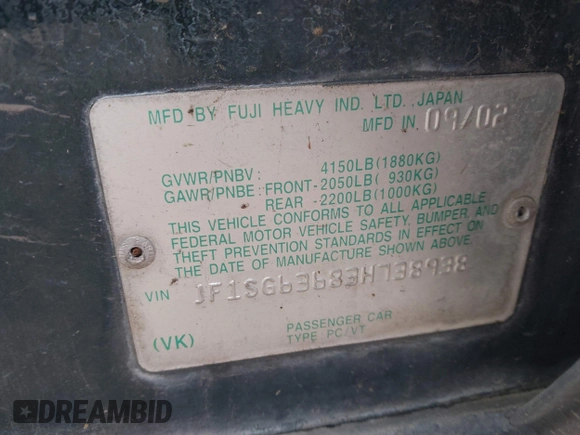 MFD BY FUJI HEAVY IND. LTD. JAPAN
MFD IN 09/02
GVWR/PNBV: 4150LB(1880KG)
GAWR/PNBE: FRONT-2050LB( 930KG)
REAR -2200LB(1000KG)
THIS VEHICLE CONFORMS TO ALL APPLICABLE
FEDERAL MOTOR VEHICLE SAFETY, BUMPER, AND
THEFT PREVENTION STANDARDS IN EFFECT ON
THE DATE OF MANUFACTURE SHOWN ABOVE.
VIN JF1SG63683H738938
PASSENGER CAR
(VK) TYPE PC/VT
DREAMBID